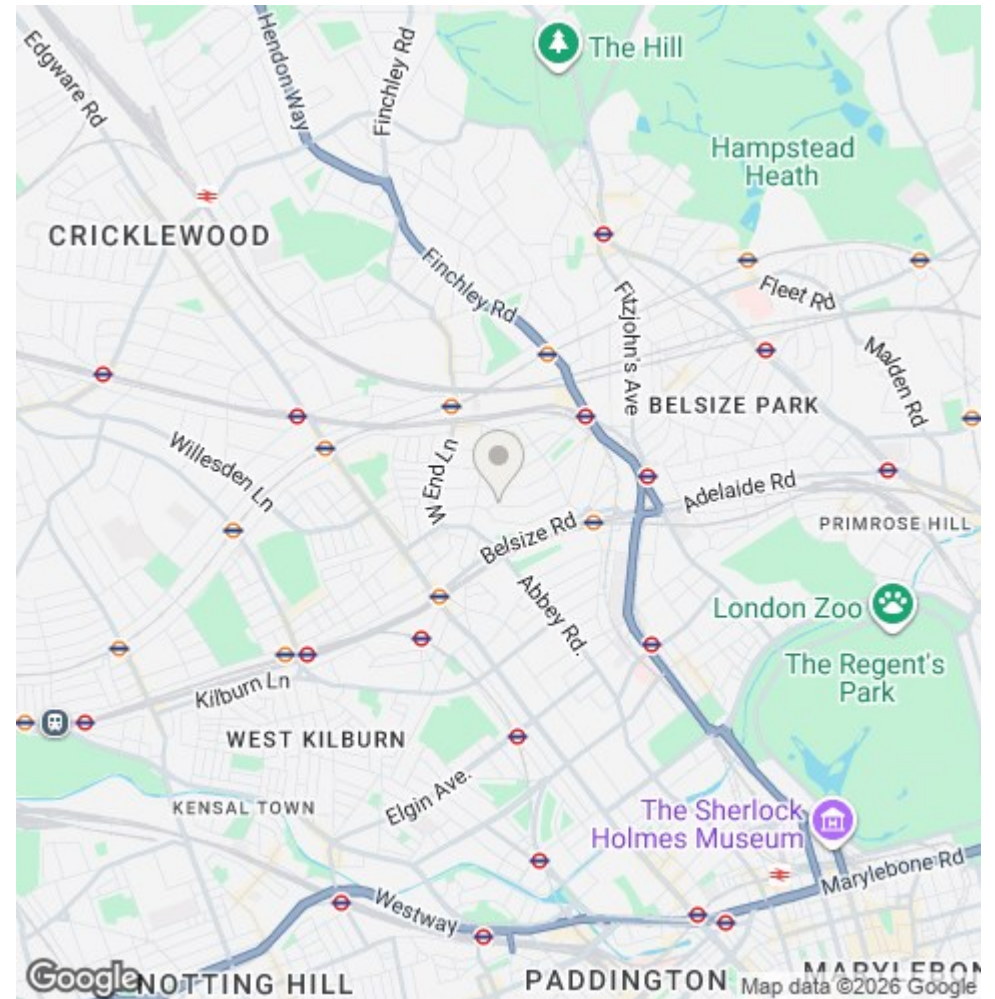 Edgware Rd
Hendon Way
Finchley Rd
The Hill
Hampstead
Heath
CRICKLEWOOD
Finchley Rd
Fitzjohn's Ave
Fleet Rd
Malden Rd
BELSIZE PARK
Willesden Ln
W End Ln
Adelaide Rd
Belsize Rd
PRIMROSE HILL
Abbey Rd.
London Zoo
The Regent's
Park
Kilburn Ln
WEST KILBURN
KENSAL TOWN
Elgin Ave.
The Sherlock
Holmes Museum
Marylebone Rd
Westway
Google
NOTTING HILL
PADDINGTON
MARYLEBON
Map data ©2026 Google